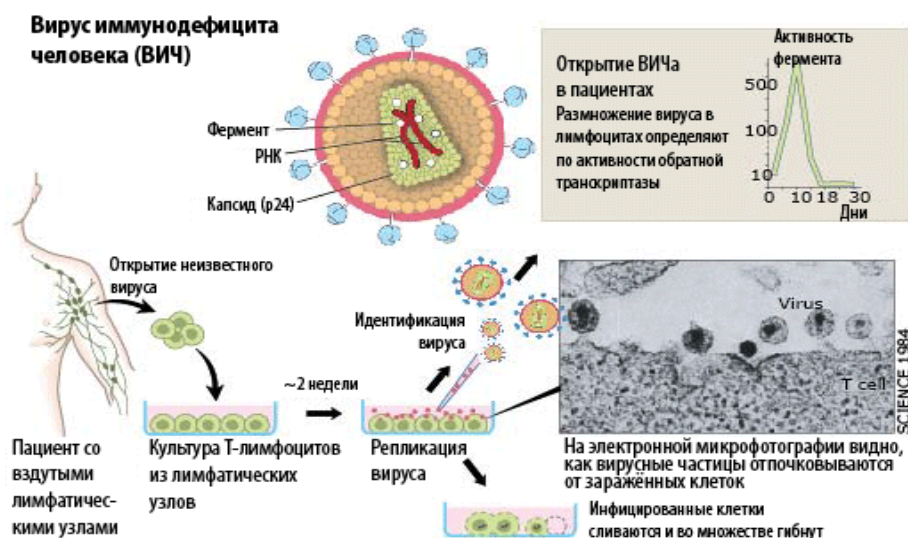 Вирус иммунодефицита
человека (ВИЧ)
Фермент
РНК
Капсид (р24)
Открытие ВИЧа
в пациентах
Размножение вируса в
лимфоцитах определяют
по активности обратной
транскриптазы
Активность
фермента
500
100
10
0 10 18 30
Дни
Открытие неизвестного
вируса
Идентификация
вируса
~2 недели
Virus
T cell
SCIENCE 1984
Пациент со
вздутыми
лимфатичес-
кими узлами
Культура Т-лимфоцитов
из лимфатических
узлов
Репликация
вируса
На электронной микрофотографии видно,
как вирусные частицы отпочковываются
от заражённых клеток
Инфицированные клетки
сливаются и во множестве гибнут